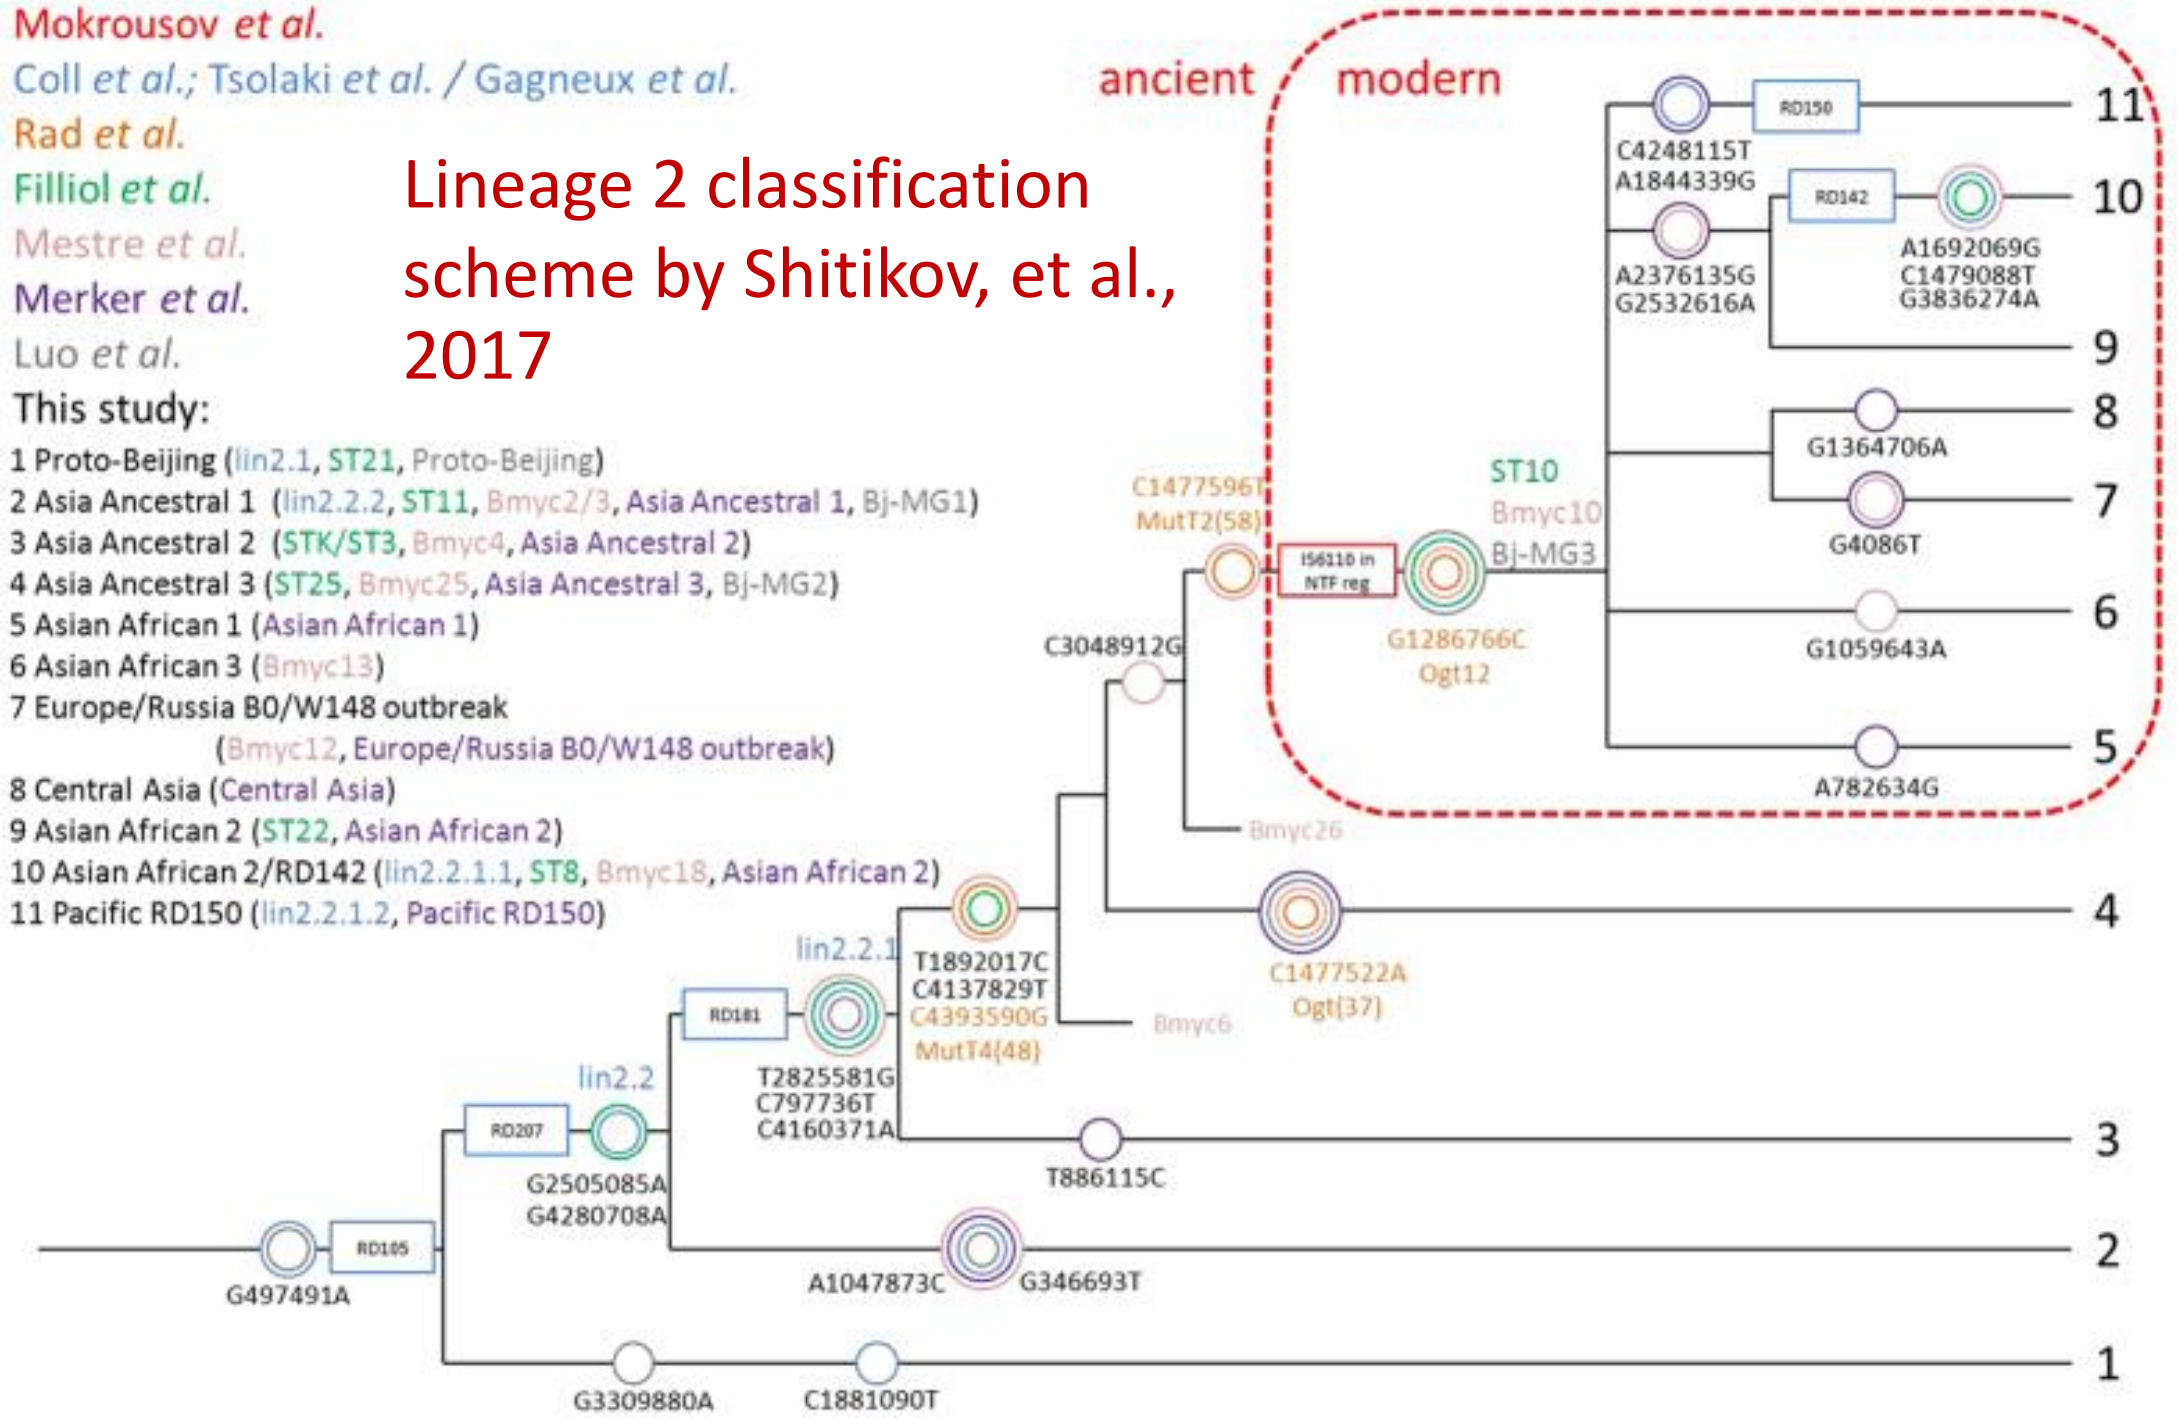 Mokrousov et al.
Coll et al.; Tsolaki et al. / Gagneux et al.
Rad et al.
Filliol et al.
Mestre et al.
Merker et al.
Luo et al.
This study:
1 Proto-Beijing (lin2.1, ST21, Proto-Beijing)
2 Asia Ancestral 1 (lin2.2.2, ST11, Bmyc2/3, Asia Ancestral 1, Bj-MG1)
3 Asia Ancestral 2 (STK/ST3, Bmyc4, Asia Ancestral 2)
4 Asia Ancestral 3 (ST25, Bmyc25, Asia Ancestral 3, Bj-MG2)
5 Asian African 1 (Asian African 1)
6 Asian African 3 (Bmyc13)
7 Europe/Russia B0/W148 outbreak
(Bmyc12, Europe/Russia B0/W148 outbreak)
8 Central Asia (Central Asia)
9 Asian African 2 (ST22, Asian African 2)
10 Asian African 2/RD142 (lin2.2.1.1, ST8, Bmyc18, Asian African 2)
11 Pacific RD150 (lin2.2.1.2, Pacific RD150)
Lineage 2 classification
scheme by Shitikov, et al.,
2017
ancient
modern
RD150
11
C4248115T
A1844339G
RD142
10
A2376135G
G2532616A
A1692069G
C1479088T
G3836274A
9
8
G1364706A
7
G4086T
ST10
Bmyc10
Bj-MG3
C1477596T
MutT2(58)
IS6110 in
NTF reg
G1286766C
Ogt12
6
G1059643A
5
A782634G
C3048912G
Bmyc26
4
C1477522A
Ogt(37)
lin2.2.1
T1892017C
C4137829T
C4393590G
MutT4(48)
Bmyc6
RD181
T2825581G
C797736T
C4160371A
3
T886115C
lin2.2
RD207
G2505085A
G4280708A
2
A1047873C
G346693T
RD105
G497491A
1
G3309880A
C1881090T